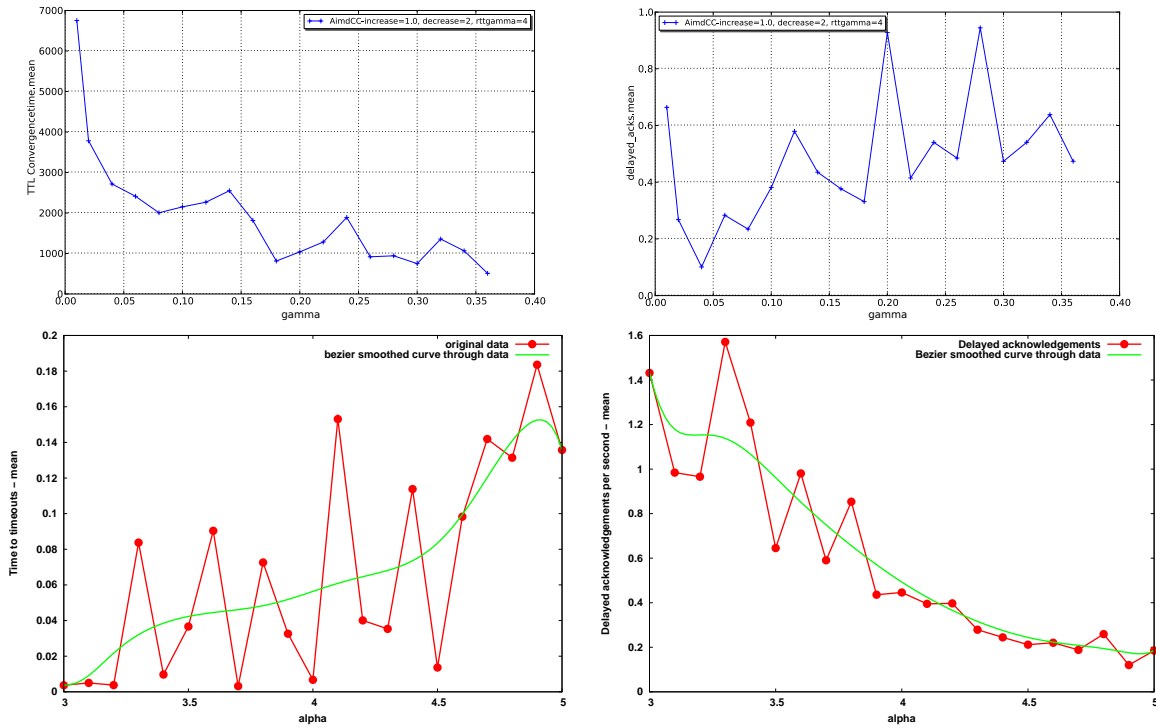 AimdCC-increase=1.0, decrease=2, rttgamma=4
TTL Convergencetime.mean
7000
6000
5000
4000
3000
2000
1000
0
0.00 0.05 0.10 0.15 0.20 0.25 0.30 0.35 0.40
gamma
AimdCC-increase=1.0, decrease=2, rttgamma=4
delayed_acks.mean
1.0
0.8
0.6
0.4
0.2
0.0
0.00 0.05 0.10 0.15 0.20 0.25 0.30 0.35 0.40
gamma
original data
bezier smoothed curve through data
Time to timeouts – mean
0.2
0.18
0.16
0.14
0.12
0.1
0.08
0.06
0.04
0.02
0
3 3.5 4 4.5 5
alpha
Delayed acknowledgements
Bezier smoothed curve through data
Delayed acknowledgements per second – mean
1.6
1.4
1.2
1
0.8
0.6
0.4
0.2
0
3 3.5 4 4.5 5
alpha